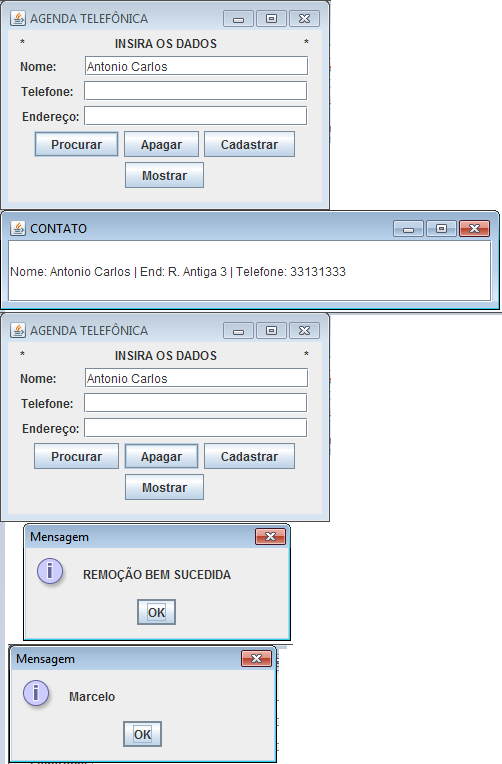 AGENDA TELEFÔNICA
* INSIRA OS DADOS *
Nome: Antonio Carlos
Telefone:
Endereço:
Procurar Apagar Cadastrar
Mostrar
CONTATO
Nome: Antonio Carlos | End: R. Antiga 3 | Telefone: 33131333
AGENDA TELEFÔNICA
* INSIRA OS DADOS *
Nome: Antonio Carlos
Telefone:
Endereço:
Procurar Apagar Cadastrar
Mostrar
Mensagem
REMOÇÃO BEM SUCEDIDA
OK
Mensagem
Marcelo
OK